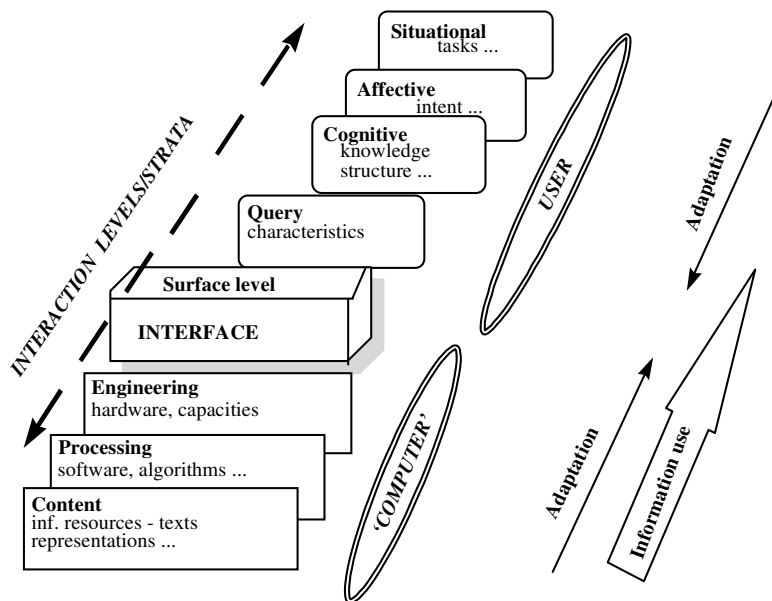 Situational
tasks ...
Affective
intent ...
Cognitive
knowledge
structure ...
Query
characteristics
Surface level
INTERFACE
Engineering
hardware, capacities
Processing
software, algorithms ...
Content
inf. resources - texts
representations ...
INTERACTION LEVELS/STRATA
USER
‘COMPUTER’
Adaptation
Adaptation
Information use